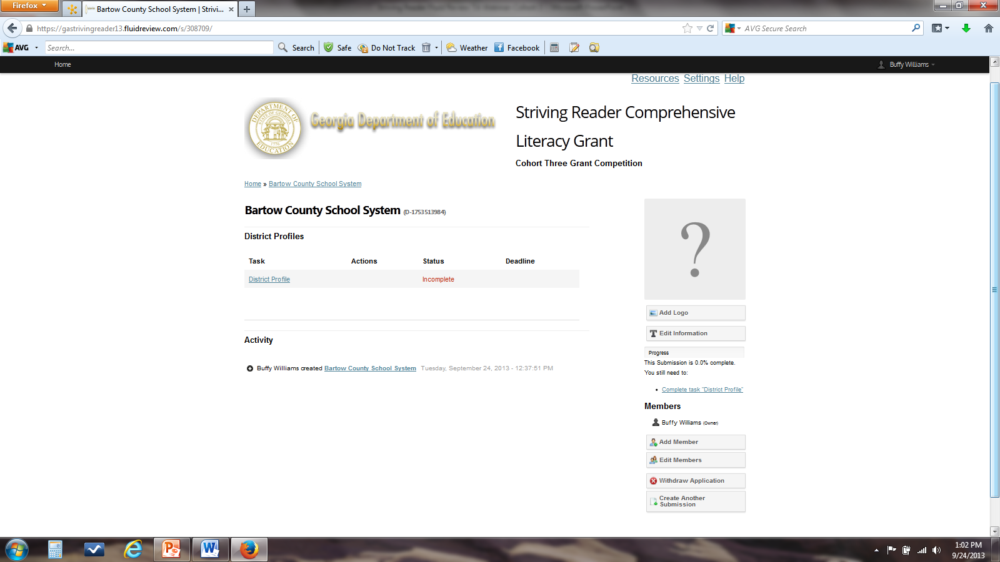 Firefox
Bartow County School System | Strivi...
https://gastrivingreader13.fluidreview.com/s/308709/
AVG Secure Search
AVG
Search...
Search
Safe
Do Not Track
Weather
Facebook
Home
Buffy Williams
Resources Settings Help
DEPARTMENT OF
STATE OF GEORGIA
1776
EDUCATION
Georgia Department of Education
Striving Reader Comprehensive
Literacy Grant
Cohort Three Grant Competition
Home » Bartow County School System
Bartow County School System (D-1753513984)
District Profiles
Task Actions Status Deadline
District Profile Incomplete
Activity
Buffy Williams created Bartow County School System Tuesday, September 24, 2013 - 12:37:51 PM
?
Add Logo
Edit Information
Progress
This Submission is 0.0% complete.
You still need to:
Complete task "District Profile"
Members
Buffy Williams (Owner)
Add Member
Edit Members
Withdraw Application
Create Another
Submission
1:02 PM
9/24/2013